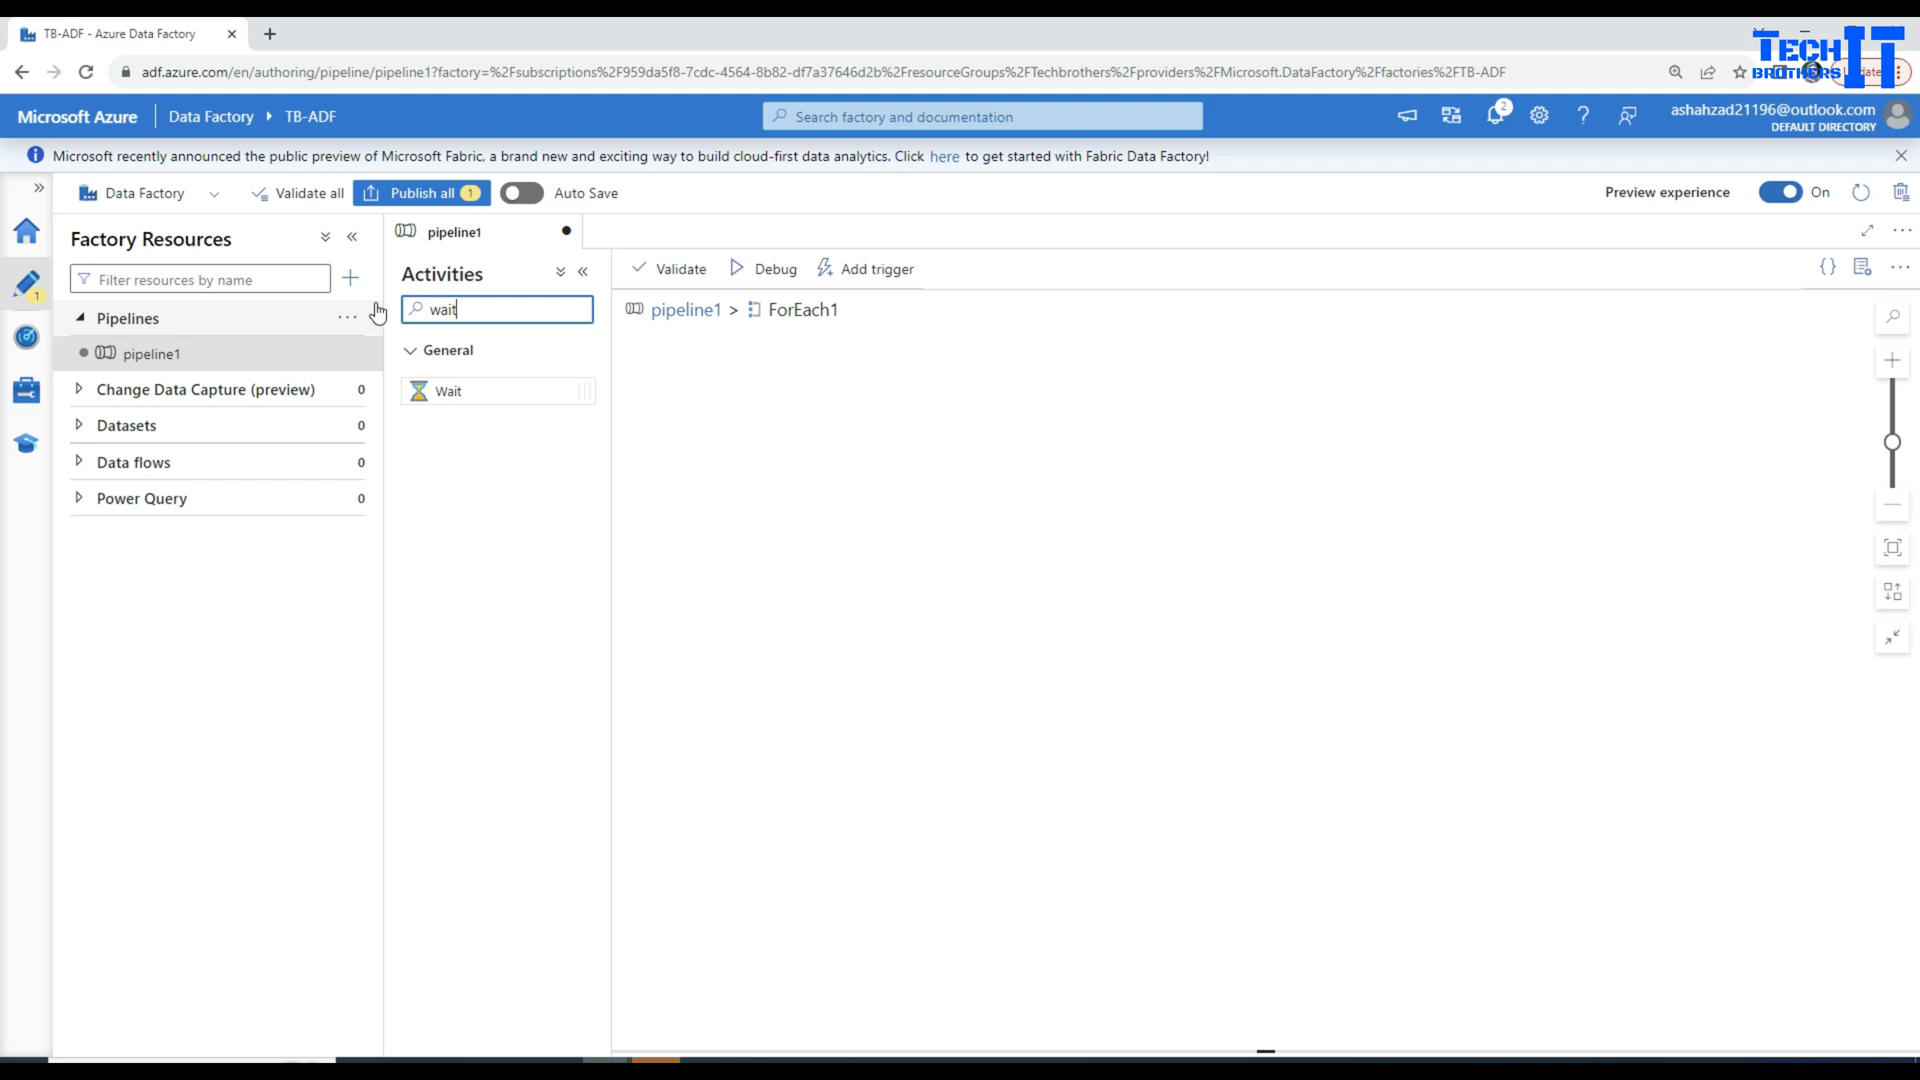 TB-ADF - Azure Data Factory
adf.azure.com/en/authoring/pipeline/pipeline1?factory=%2Fsubscriptions%2F959da5f8-7cdc-4564-8b82-df7a37646d2b%2FresourceGroups%2FTechbrothers%2Fproviders%2FMicrosoft.DataFactory%2Ffactories%2FTB-ADF
TECH BROTHERS IT
Microsoft Azure
Data Factory
TB-ADF
Search factory and documentation
2
ashahzad21196@outlook.com
DEFAULT DIRECTORY
Microsoft recently announced the public preview of Microsoft Fabric, a brand new and exciting way to build cloud-first data analytics. Click here to get started with Fabric Data Factory!
Data Factory
Validate all
Publish all 1
Auto Save
Preview experience
On
Factory Resources
Filter resources by name
1
Pipelines
pipeline1
Change Data Capture (preview) 0
Datasets 0
Data flows 0
Power Query 0
pipeline1
Activities
wait
General
Wait
Validate
Debug
Add trigger
pipeline1 > ForEach1